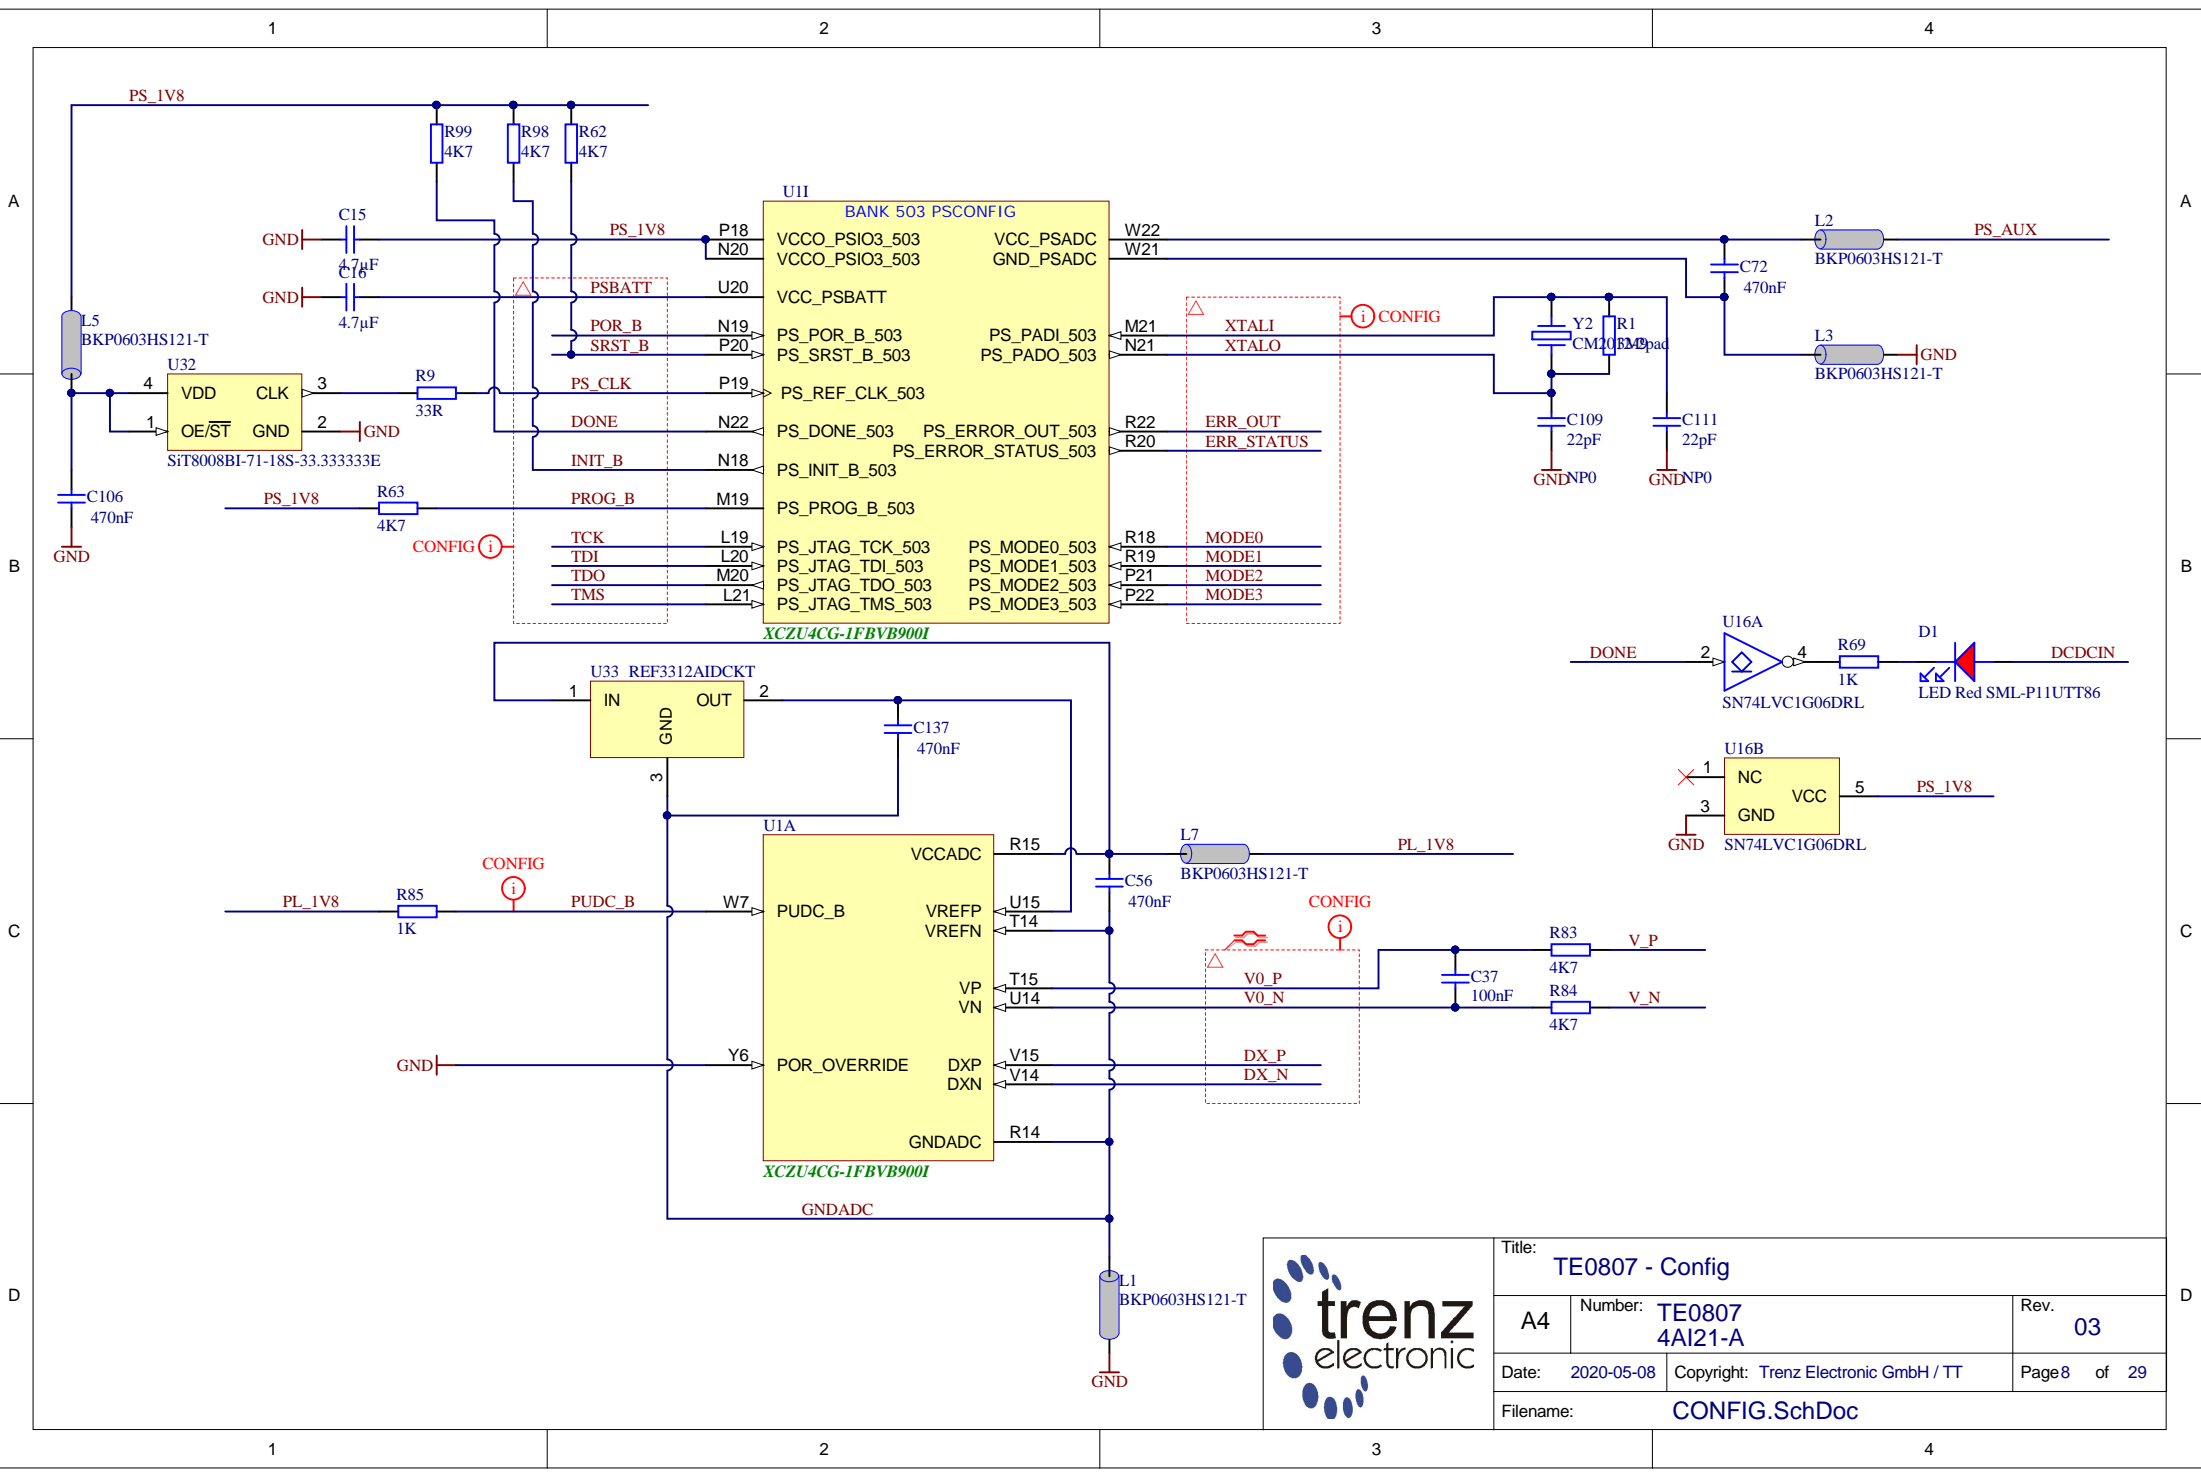 1 2 3 4
A A
B B
C C
D D
1 2 3 4
PS_1V8
R99
4K7
R98
4K7
R62
4K7
C15
GND
4.7µF
C16
GND
4.7µF
PS_1V8
PSBATT
POR_B
SRST_B
L5
BKP0603HS121-T
U32
4 VDD CLK 3
1 OE/ST GND 2 GND
SiT8008BI-71-18S-33.333333E
R9
33R
PS_CLK
DONE
INIT_B
C106
470nF
GND
PS_1V8
R63
4K7
PROG_B
CONFIG i
TCK
TDI
TDO
TMS
U1I
BANK 503 PSCONFIG
P18 VCCO_PSIO3_503
N20 VCCO_PSIO3_503
U20 VCC_PSBATT
N19 PS_POR_B_503
P20 PS_SRST_B_503
P19 PS_REF_CLK_503
N22 PS_DONE_503
N18 PS_INIT_B_503
M19 PS_PROG_B_503
L19 PS_JTAG_TCK_503
L20 PS_JTAG_TDI_503
M20 PS_JTAG_TDO_503
L21 PS_JTAG_TMS_503
VCC_PSADC W22
GND_PSADC W21
PS_PADI_503 M21
PS_PADO_503 N21
PS_ERROR_OUT_503 R22
PS_ERROR_STATUS_503 R20
PS_MODE0_503 R18
PS_MODE1_503 R19
PS_MODE2_503 P21
PS_MODE3_503 P22
XCZU4CG-1FBVB900I
XTALI
XTALO
ERR_OUT
ERR_STATUS
MODE0
MODE1
MODE2
MODE3
i CONFIG
Y2
R1
C109
22pF
GND NP0
C111
22pF
GND NP0
L2
BKP0603HS121-T
PS_AUX
C72
470nF
L3
GND
BKP0603HS121-T
U16A
DONE 2 4
SN74LVC1G06DRL
R69
1K
D1
DCDCIN
LED Red SML-P11UTT86
U16B
1 NC
VCC 5 PS_1V8
3 GND
GND
SN74LVC1G06DRL
U33 REF3312AIDCKT
1 IN OUT 2
GND
3
C137
470nF
U1A
VCCADC R15
W7 PUDC_B
VREFP U15
VREFN T14
VP T15
VN U14
Y6 POR_OVERRIDE
DXP V15
DXN V14
GNDADC R14
XCZU4CG-1FBVB900I
PL_1V8
R85
1K
CONFIG
i
PUDC_B
GND
GNDADC
L7
BKP0603HS121-T
PL_1V8
C56
470nF
CONFIG
i
V0_P
V0_N
DX_P
DX_N
C37
100nF
R83
4K7
V_P
R84
4K7
V_N
L1
BKP0603HS121-T
GND
trenz
electronic
Title:
TE0807 - Config
A4
Number: TE0807
4AI21-A
Rev.
03
Date: 2020-05-08 Copyright: Trenz Electronic GmbH / TT Page 8 of 29
Filename: CONFIG.SchDoc